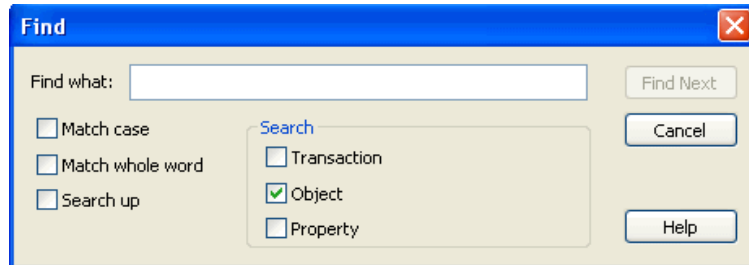 Find
Find what:
Find Next
Match case
Match whole word
Search up
Search
Transaction
Object
Property
Cancel
Help